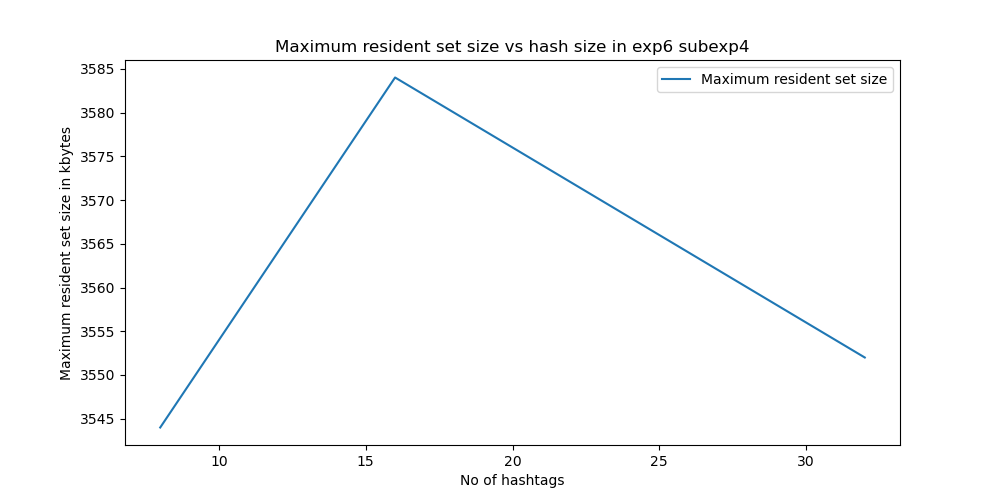 Maximum resident set size vs hash size in exp6 subexp4
Maximum resident set size
Maximum resident set size in kbytes
3585
3580
3575
3570
3565
3560
3555
3550
3545
10 15 20 25 30
No of hashtags